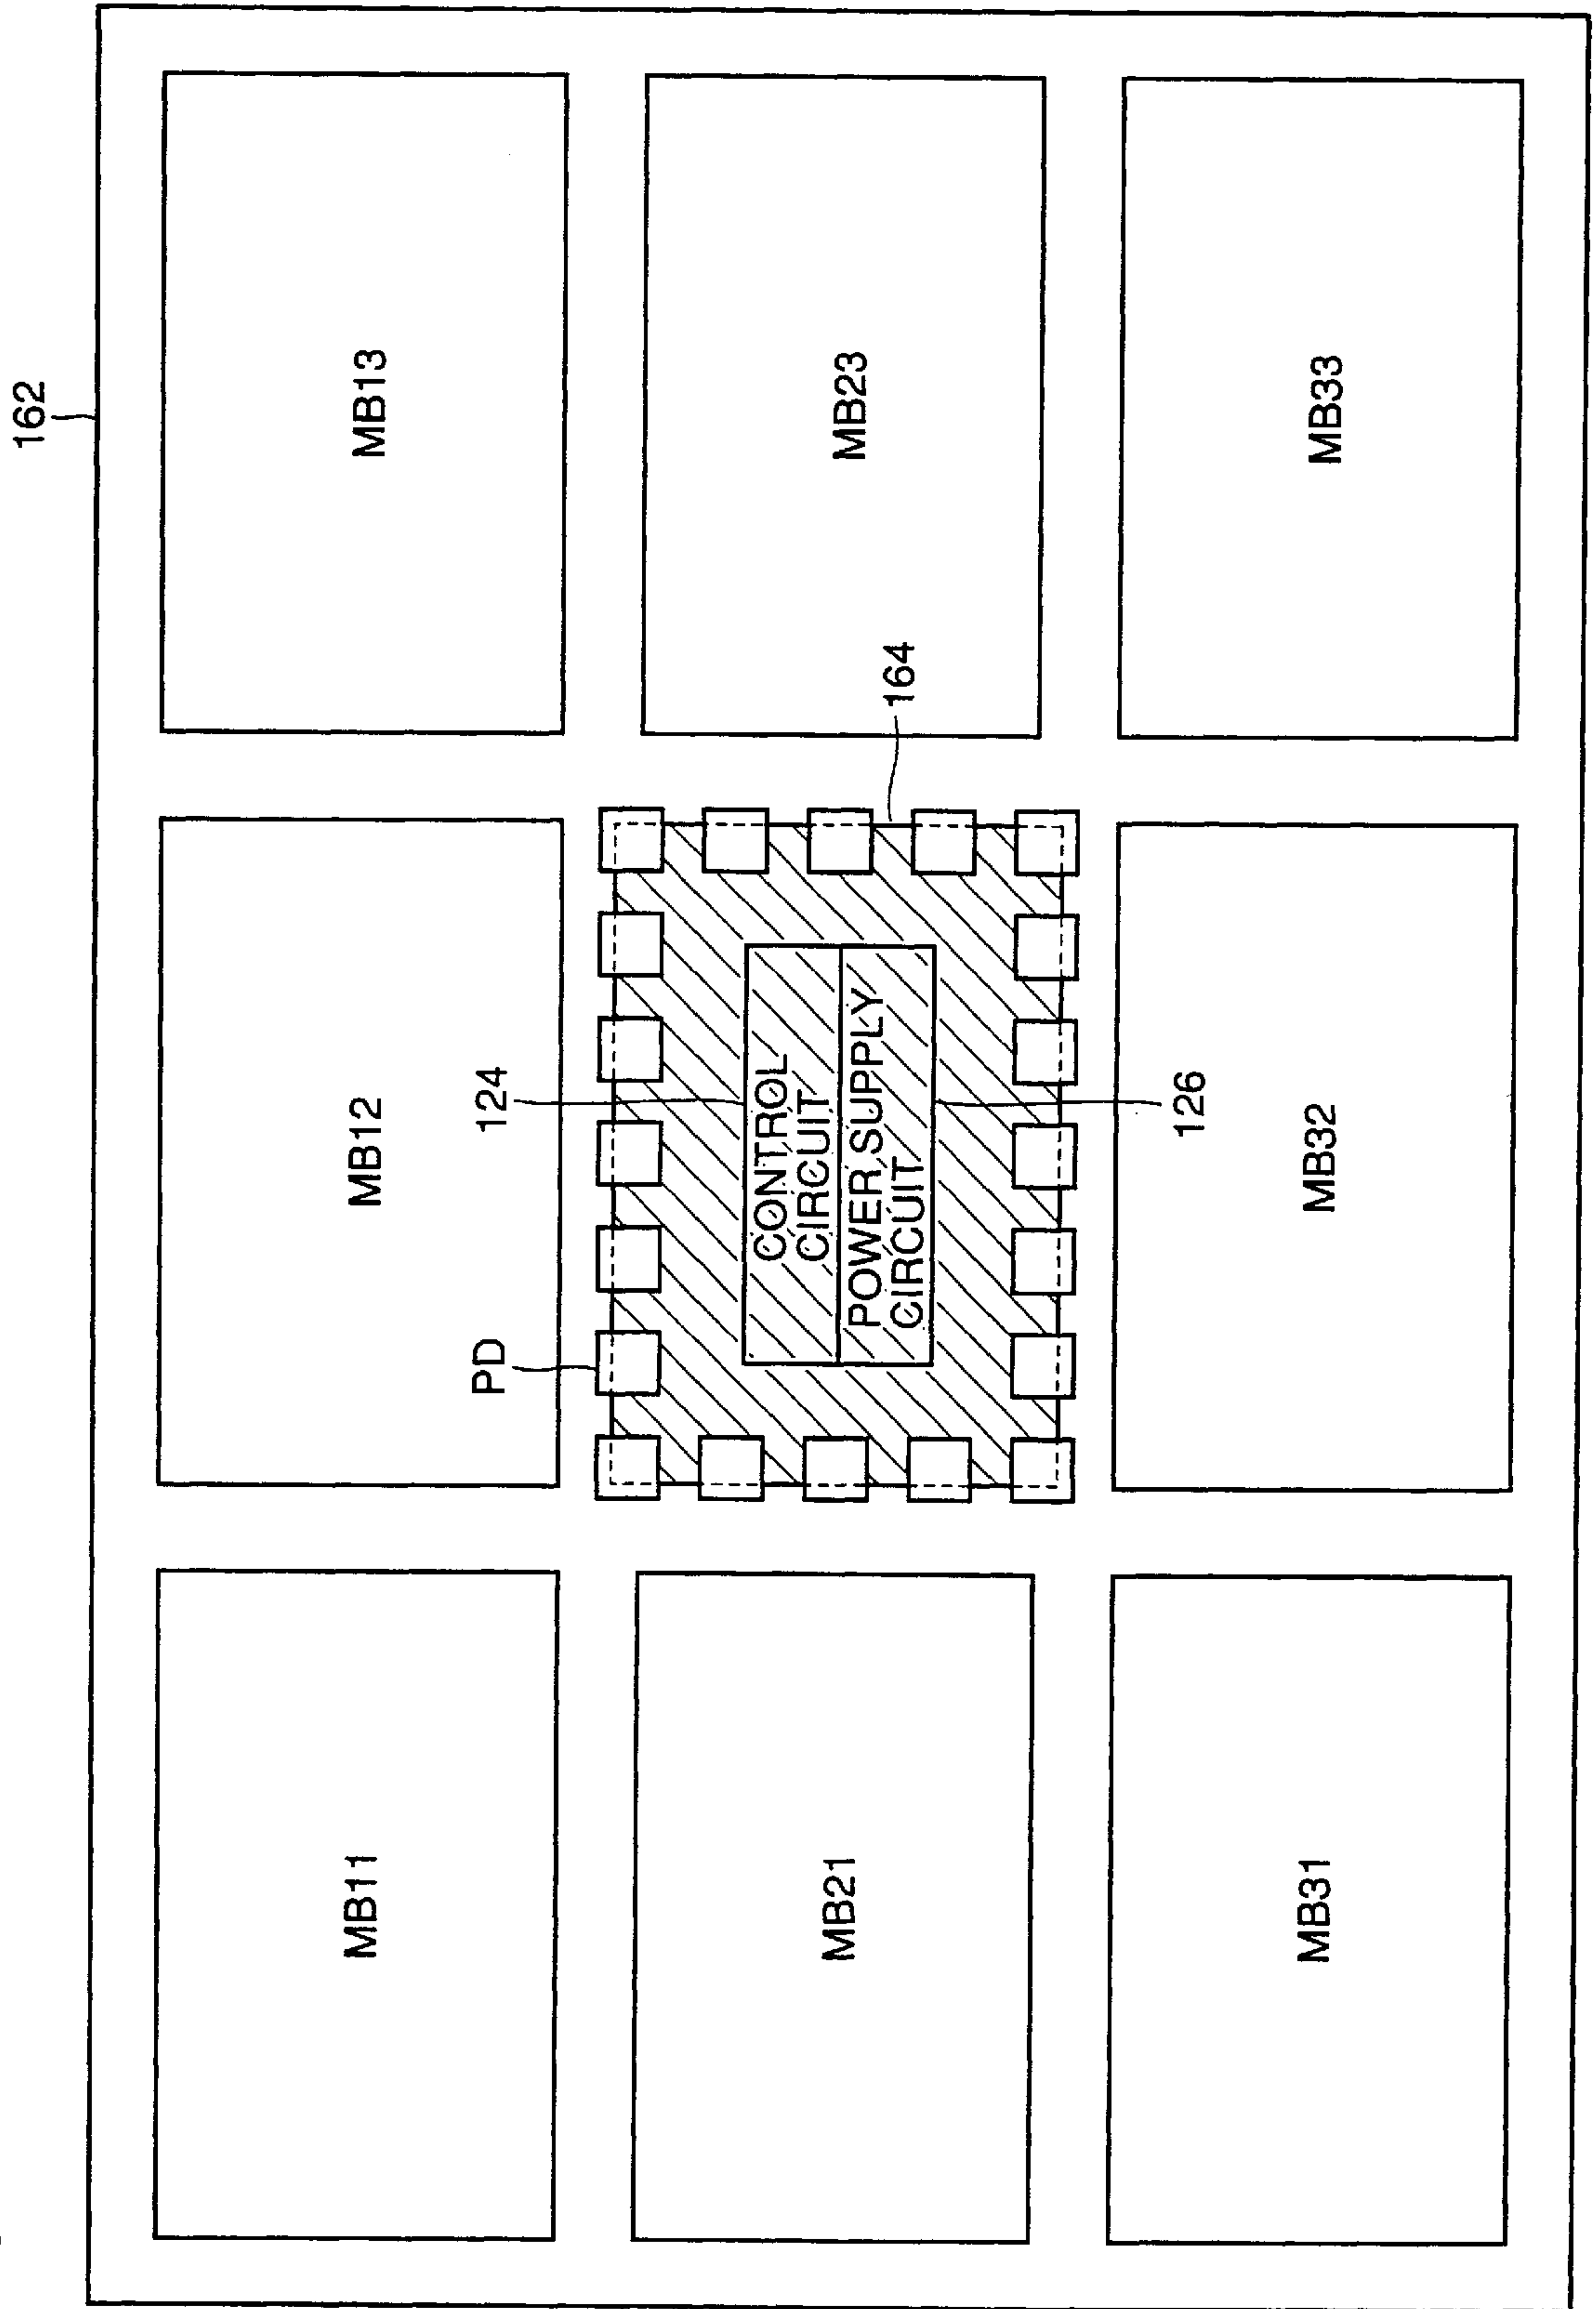 162
MB11
MB12
MB13
PD
124
CONTROL
CIRCUIT
POWER SUPPLY
CIRCUIT
164
126
MB21
MB23
MB31
MB32
MB33